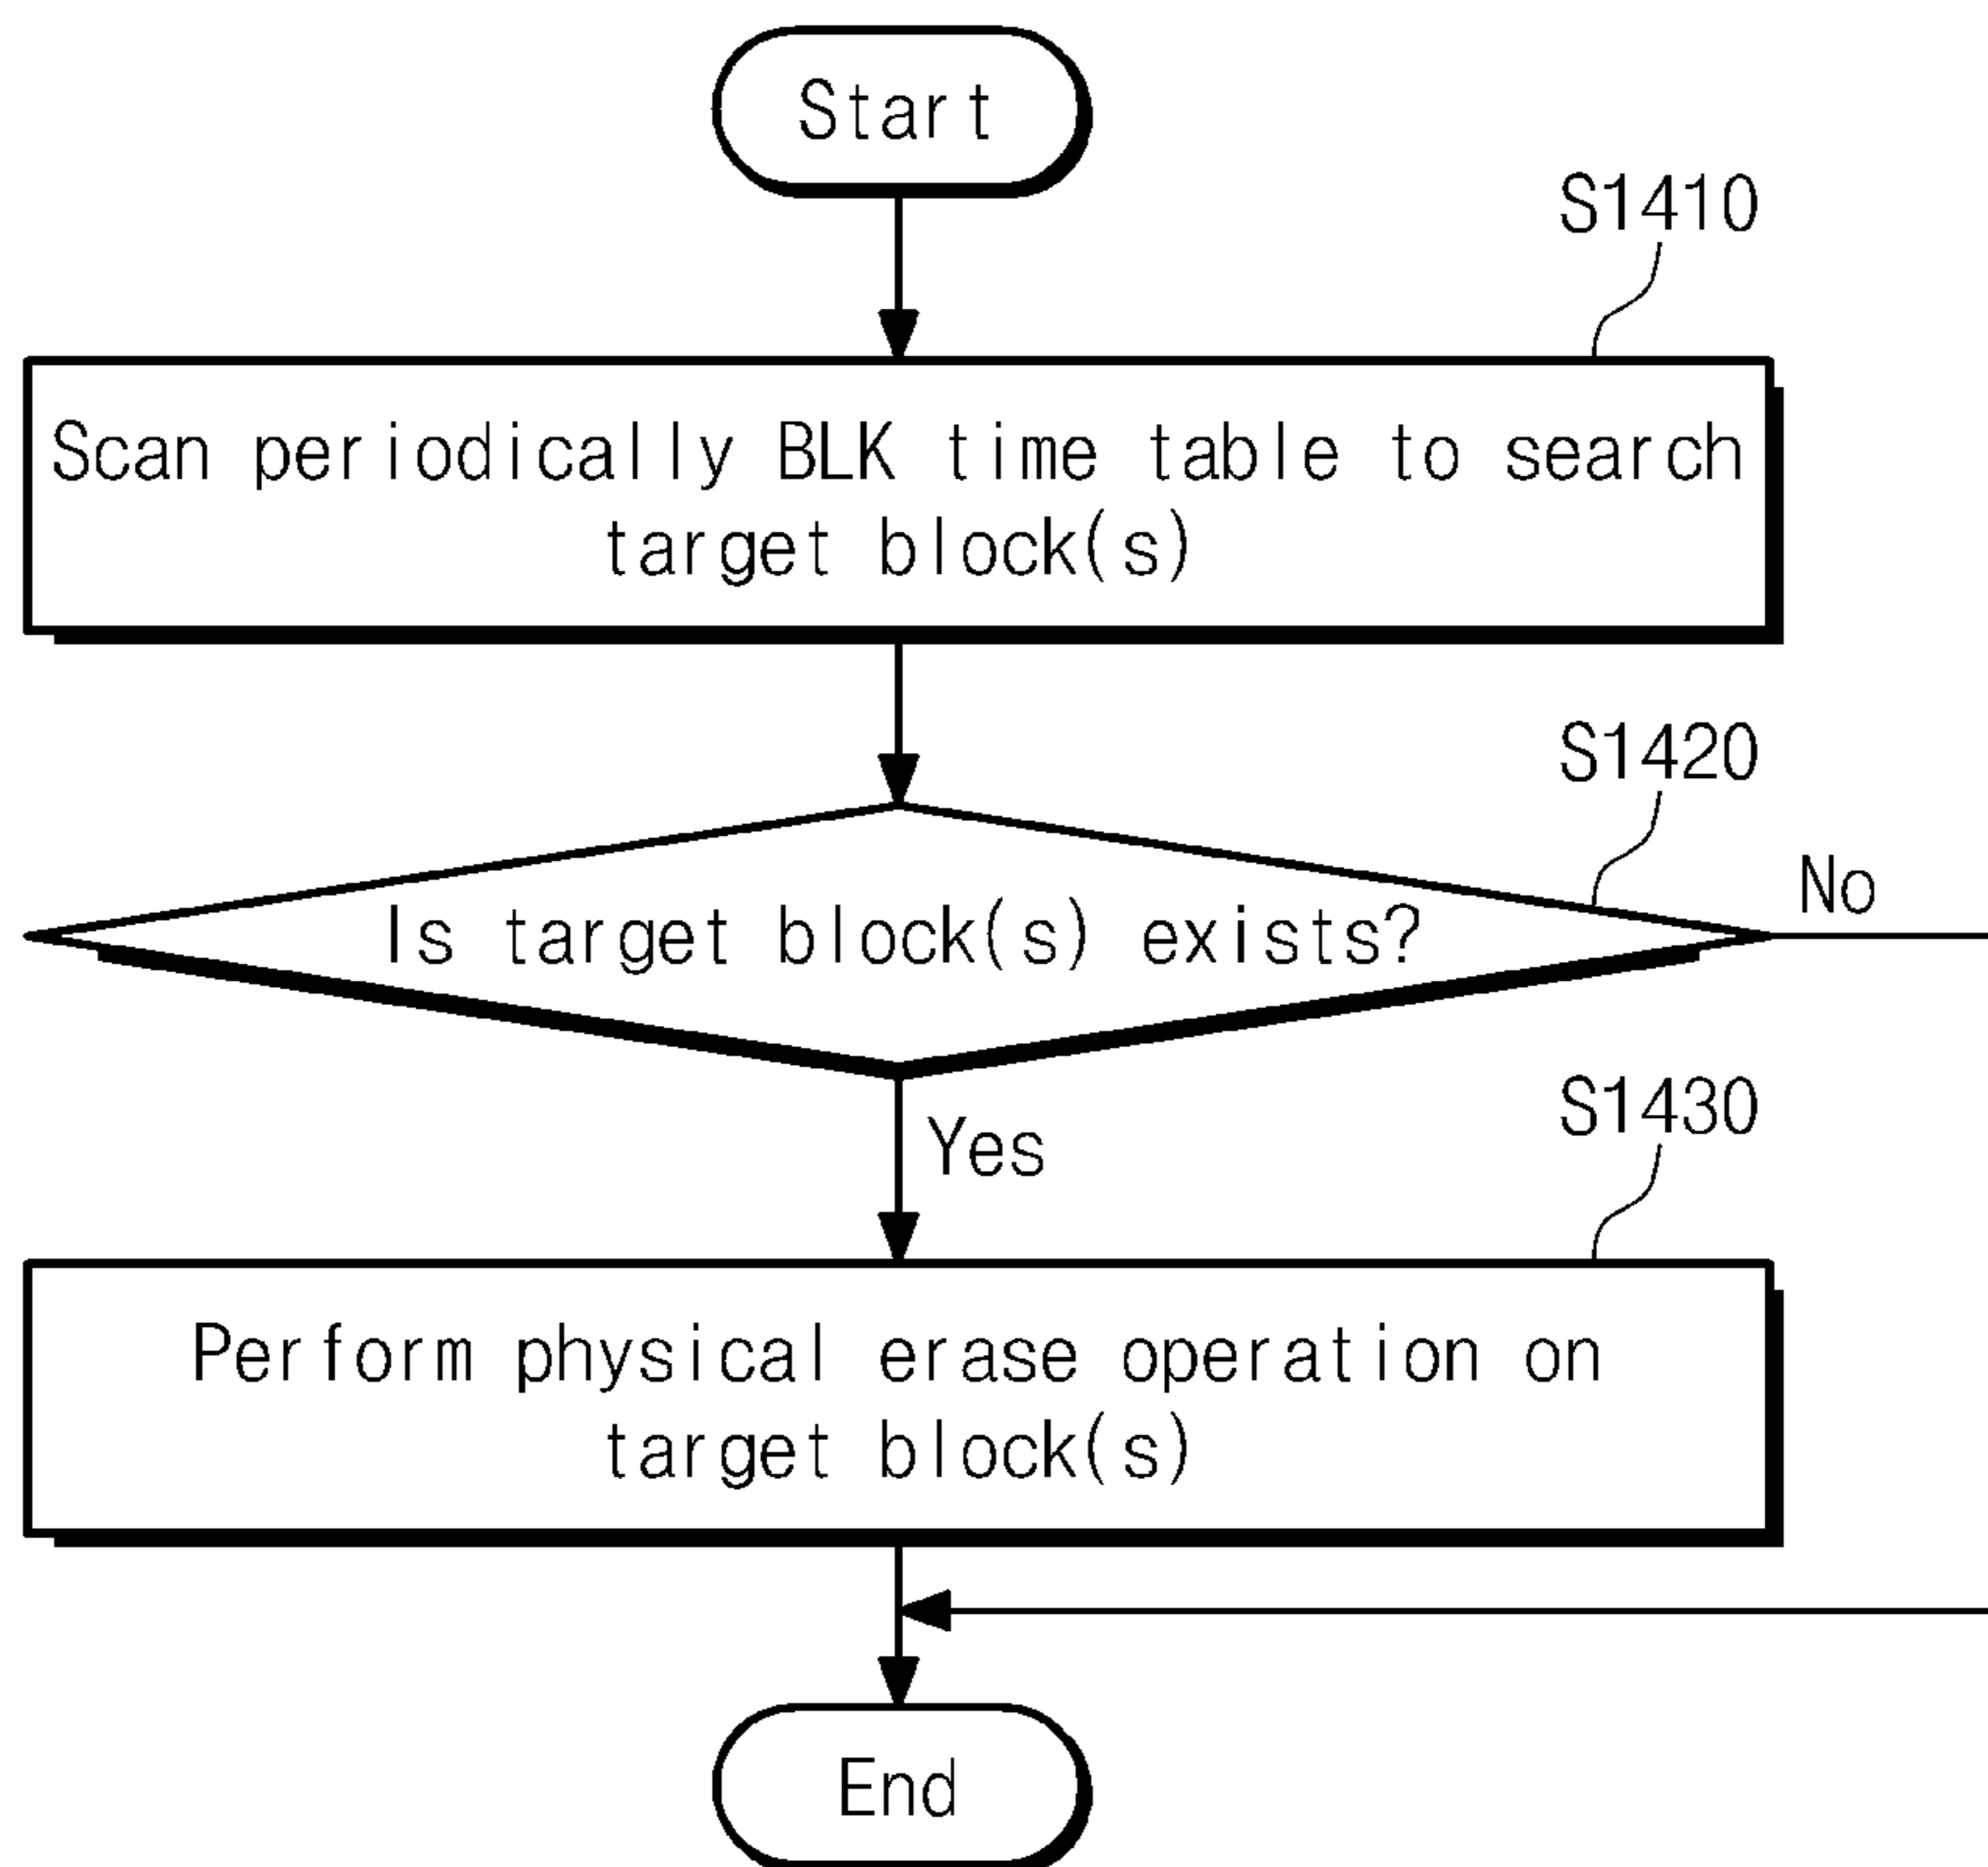 Start
S1410
Scan periodically BLK time table to search
target block(s)
S1420
Is target block(s) exists?
No
Yes
S1430
Perform physical erase operation on
target block(s)
End